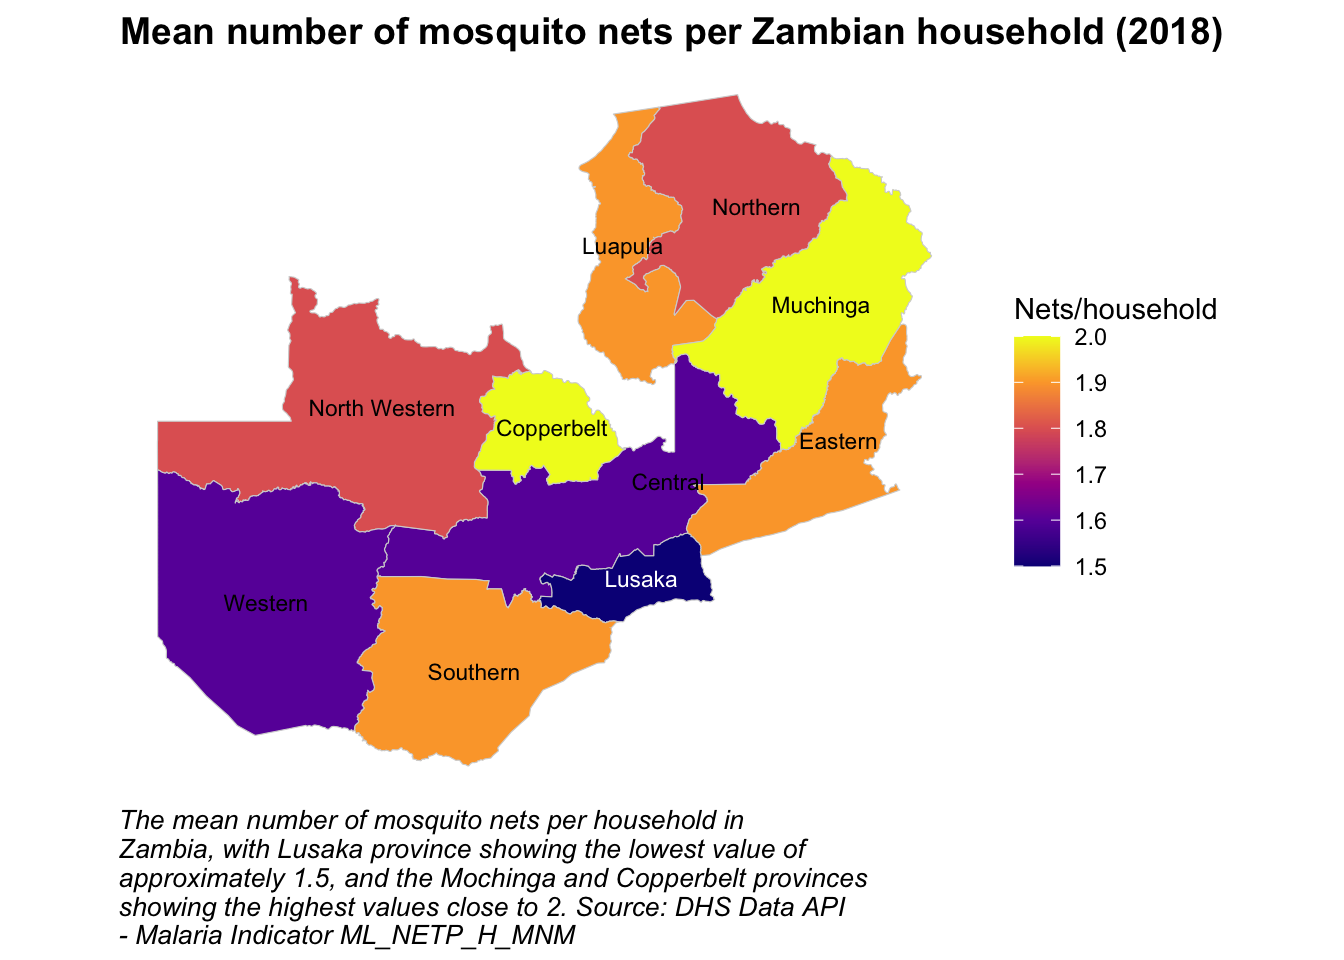 Mean number of mosquito nets per Zambian household (2018)
Northern
Luapula
Muchinga
Nets/household
2.0
1.9
1.8
1.7
1.6
1.5
North Western
Copperbelt
Eastern
Central
Lusaka
Western
Southern
The mean number of mosquito nets per household in
Zambia, with Lusaka province showing the lowest value of
approximately 1.5, and the Mochinga and Copperbelt provinces
showing the highest values close to 2. Source: DHS Data API
- Malaria Indicator ML_NETP_H_MNM